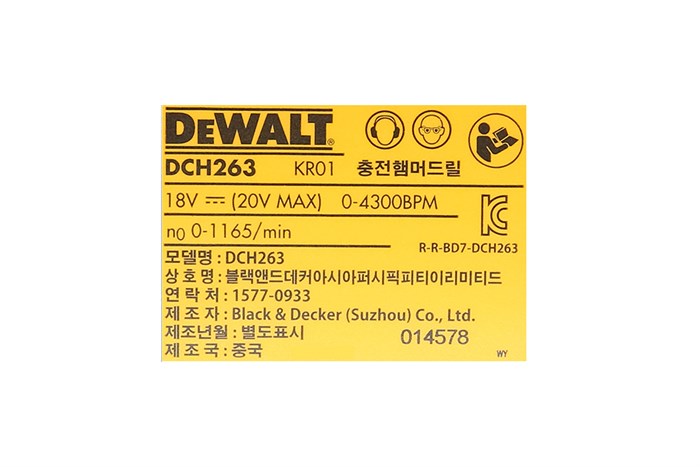 DEWALT®
DCH263 KR01 충전햄머드릴
18V ⎓ (20V MAX) 0-4300BPM
n0 0-1165/min
R-R-BD7-DCH263
모델명 : DCH263
상 호 명 : 블랙앤드데커아시아퍼시픽피티이리미티드
연 락 처 : 1577-0933
제 조 자 : Black & Decker (Suzhou) Co., Ltd.
제조년월 : 별도표시 014578
제 조 국 : 중국 WY